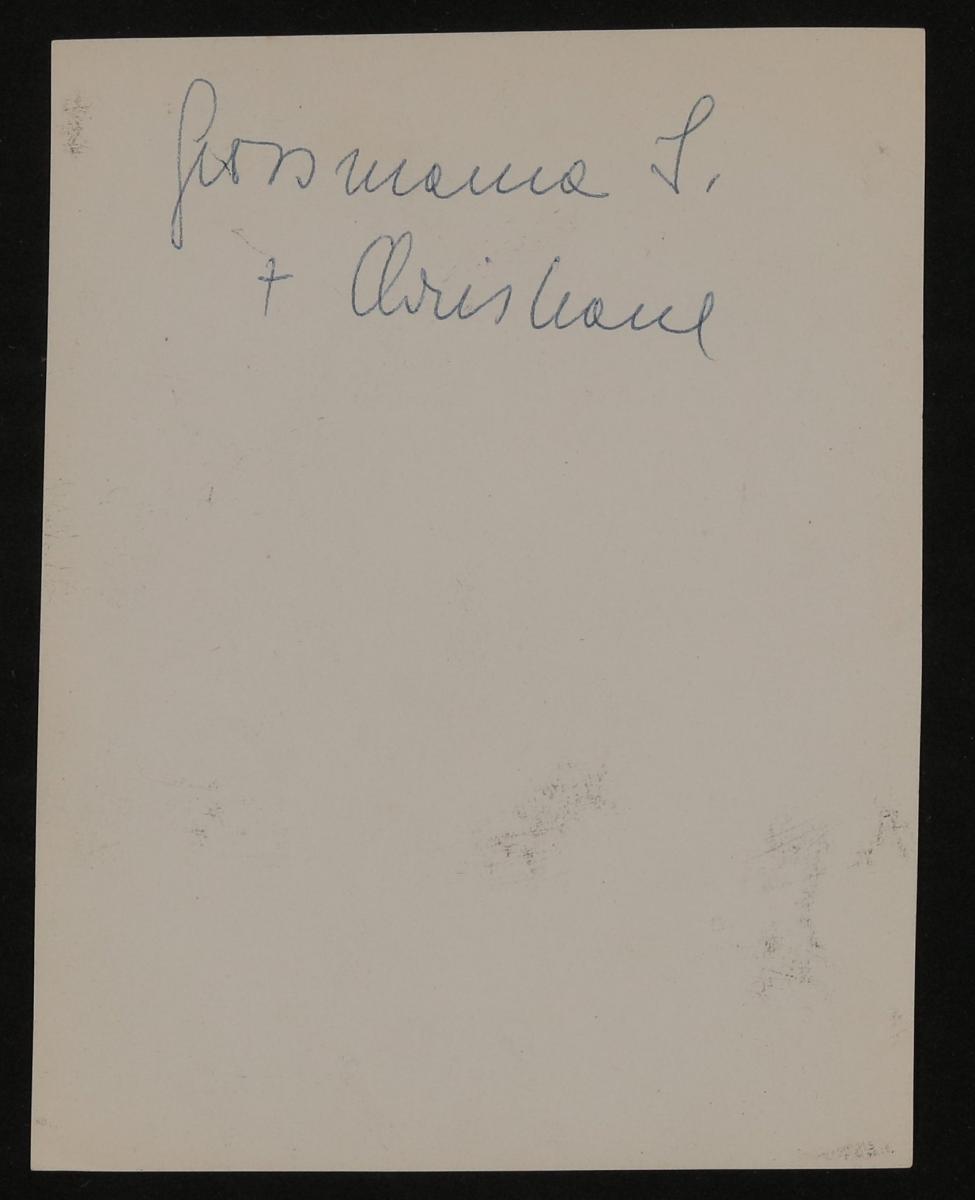 Grossmama S.
+ Christiane